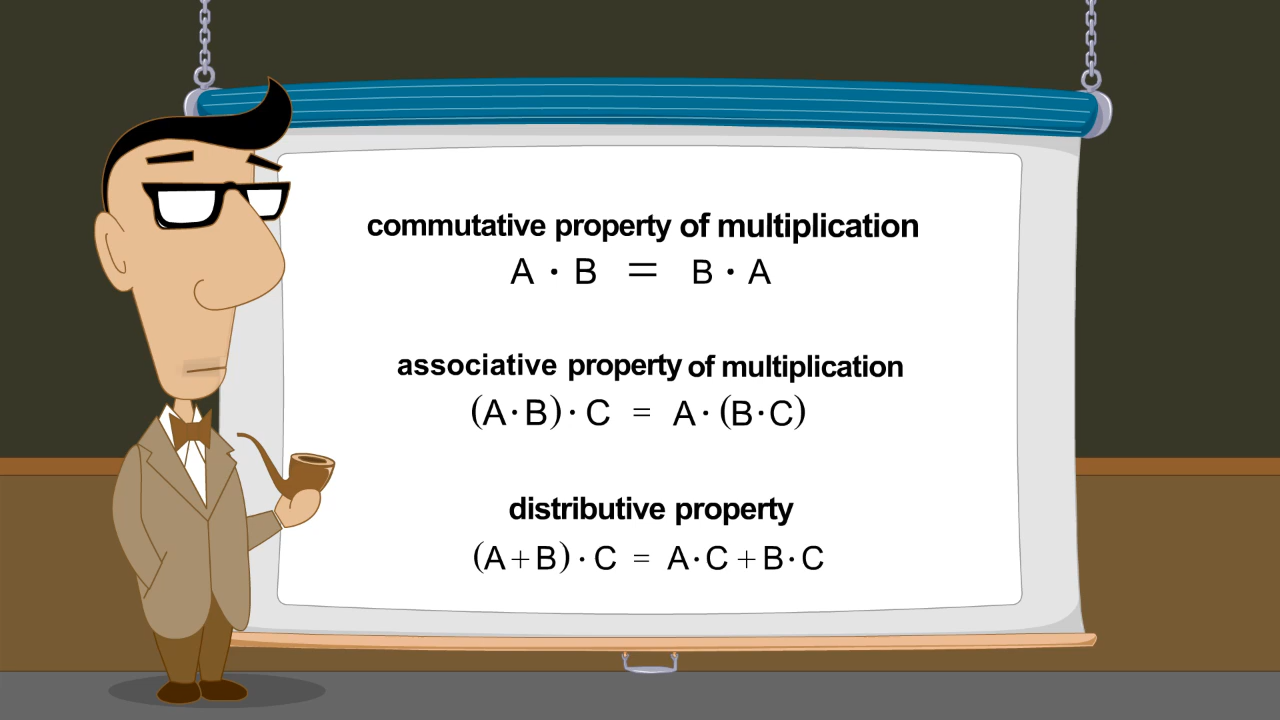 commutative property of multiplication
A · B = B · A
associative property of multiplication
(A·B)· C = A· (B·C)
distributive property
(A+B)· C = A·C +B·C